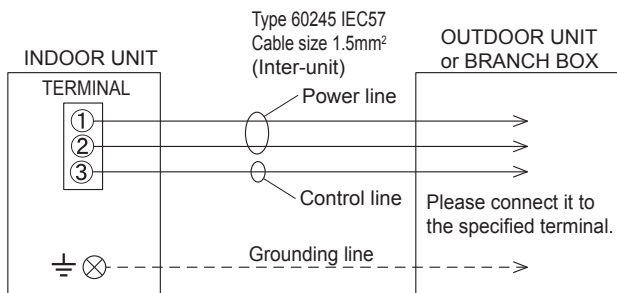 Type 60245 IEC57
Cable size 1.5mm²
(Inter-unit)
INDOOR UNIT
OUTDOOR UNIT
or BRANCH BOX
TERMINAL
Power line
1
2
3
Control line
Please connect it to
the specified terminal.
Grounding line